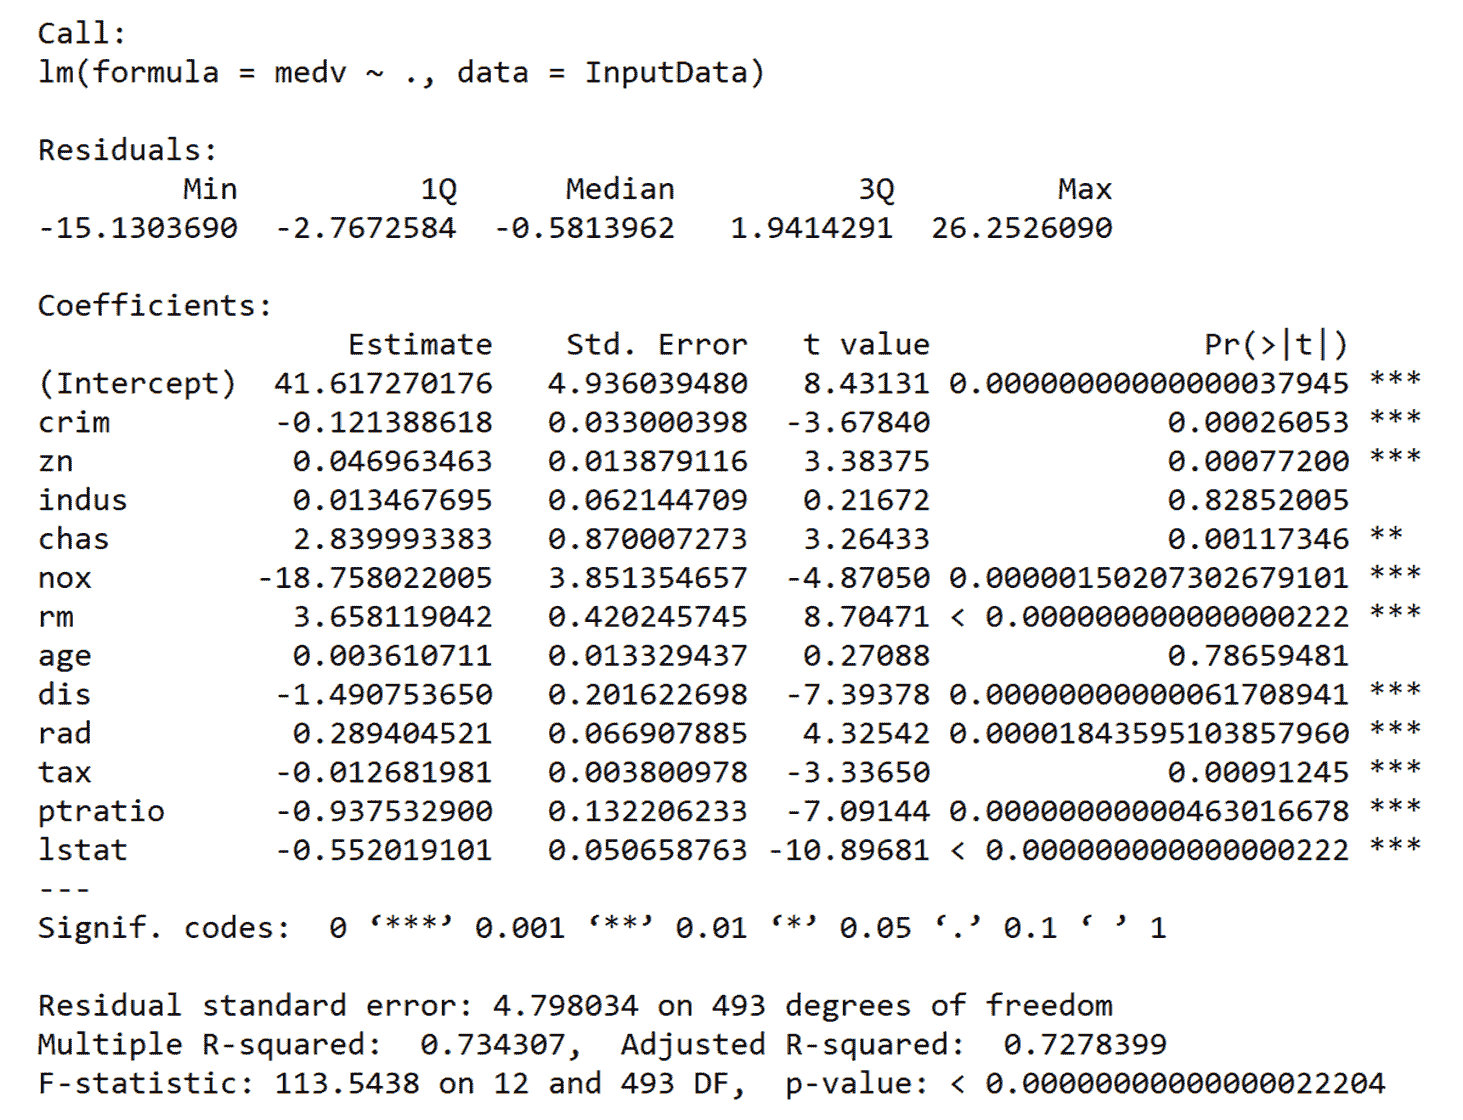 Call:
lm(formula = medv ~ ., data = InputData)
Residuals:
Min 1Q Median 3Q Max
-15.1303690 -2.7672584 -0.5813962 1.9414291 26.2526090
Coefficients:
Estimate Std. Error t value Pr(>|t|)
(Intercept) 41.617270176 4.936039480 8.43131 0.00000000000000037945 ***
crim -0.121388618 0.033000398 -3.67840 0.00026053 ***
zn 0.046963463 0.013879116 3.38375 0.00077200 ***
indus 0.013467695 0.062144709 0.21672 0.82852005
chas 2.839993383 0.870007273 3.26433 0.00117346 **
nox -18.758022005 3.851354657 -4.87050 0.00000150207302679101 ***
rm 3.658119042 0.420245745 8.70471 < 0.000000000000000222 ***
age 0.003610711 0.013329437 0.27088 0.78659481
dis -1.490753650 0.201622698 -7.39378 0.00000000000061708941 ***
rad 0.289404521 0.066907885 4.32542 0.00001843595103857960 ***
tax -0.012681981 0.003800978 -3.33650 0.00091245 ***
ptratio -0.937532900 0.132206233 -7.09144 0.00000000000463016678 ***
lstat -0.552019101 0.050658763 -10.89681 < 0.000000000000000222 ***
---
Signif. codes: 0 ‘***’ 0.001 ‘**’ 0.01 ‘*’ 0.05 ‘.’ 0.1 ‘ ’ 1
Residual standard error: 4.798034 on 493 degrees of freedom
Multiple R-squared: 0.734307, Adjusted R-squared: 0.7278399
F-statistic: 113.5438 on 12 and 493 DF, p-value: < 0.00000000000000022204